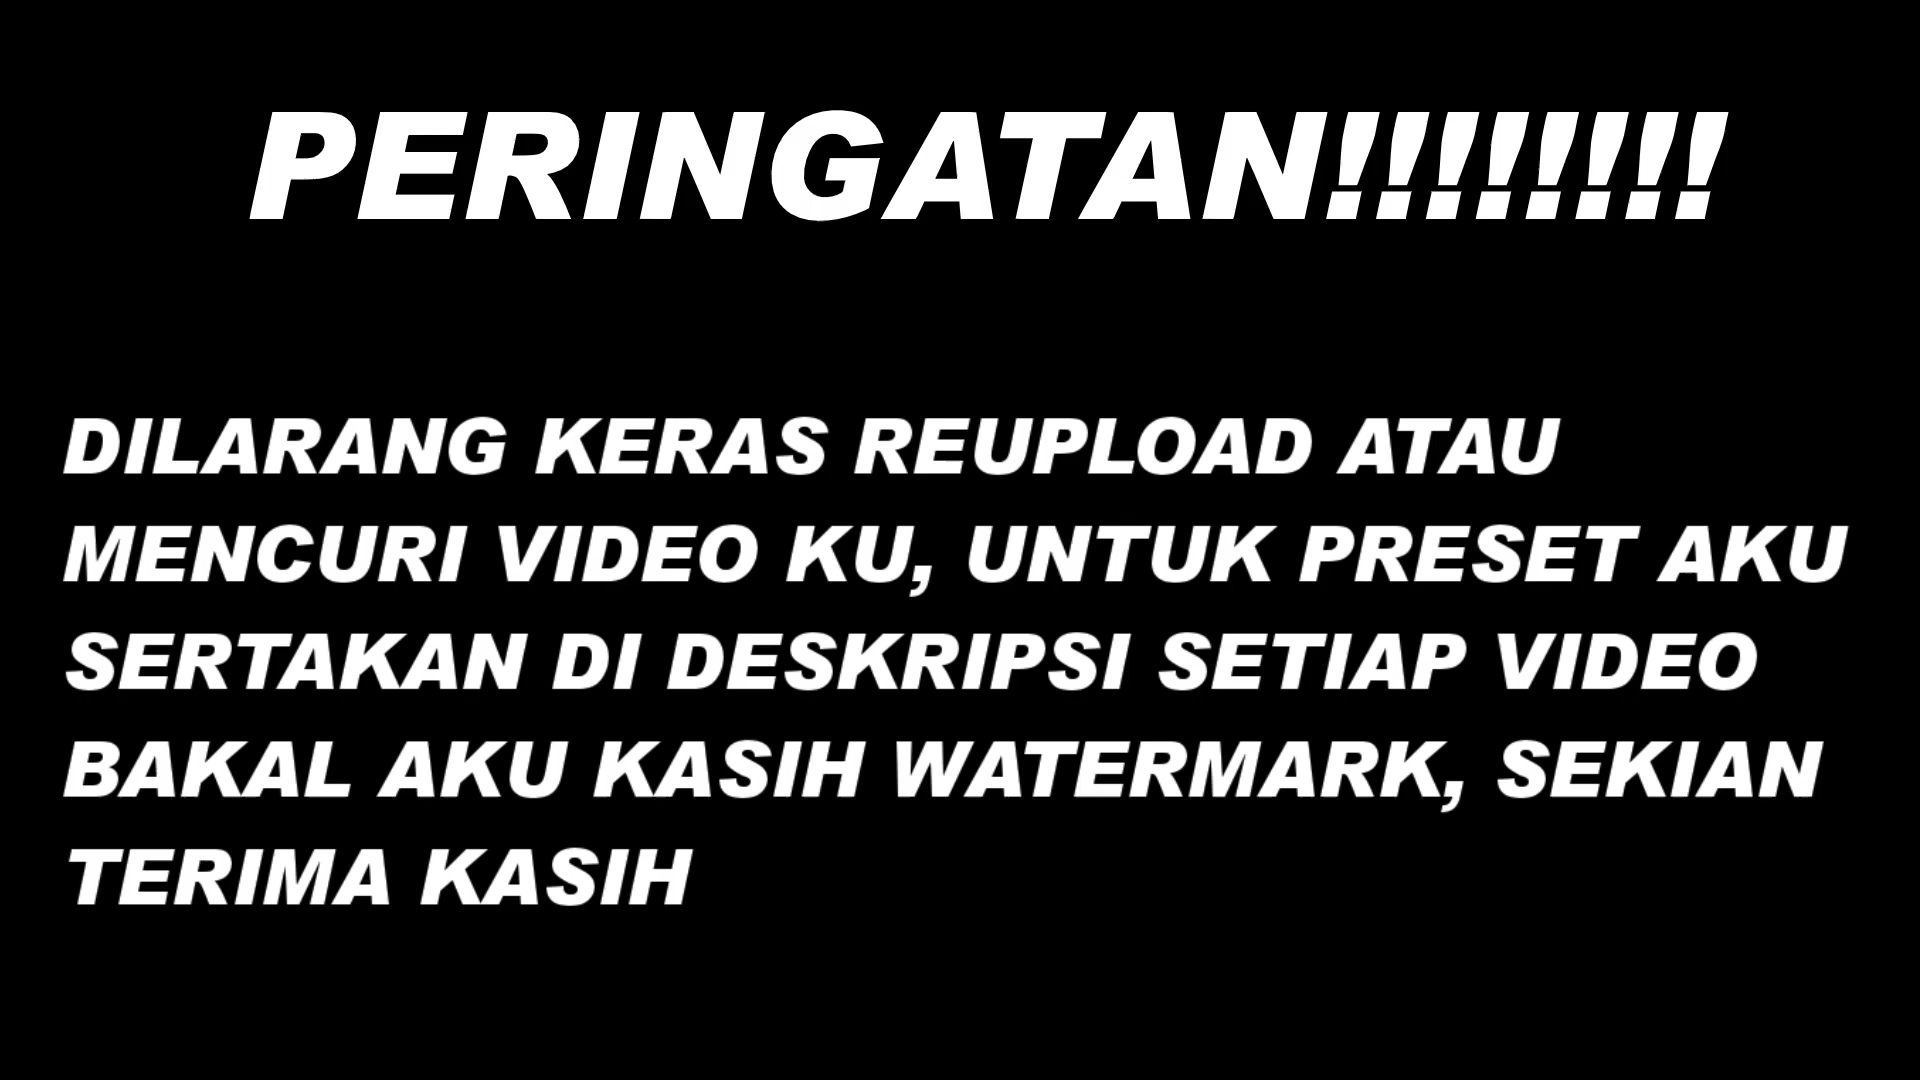 PERINGATAN!!!!!!!!
DILARANG KERAS REUPLOAD ATAU
MENCURI VIDEO KU, UNTUK PRESET AKU
SERTAKAN DI DESKRIPSI SETIAP VIDEO
BAKAL AKU KASIH WATERMARK, SEKIAN
TERIMA KASIH